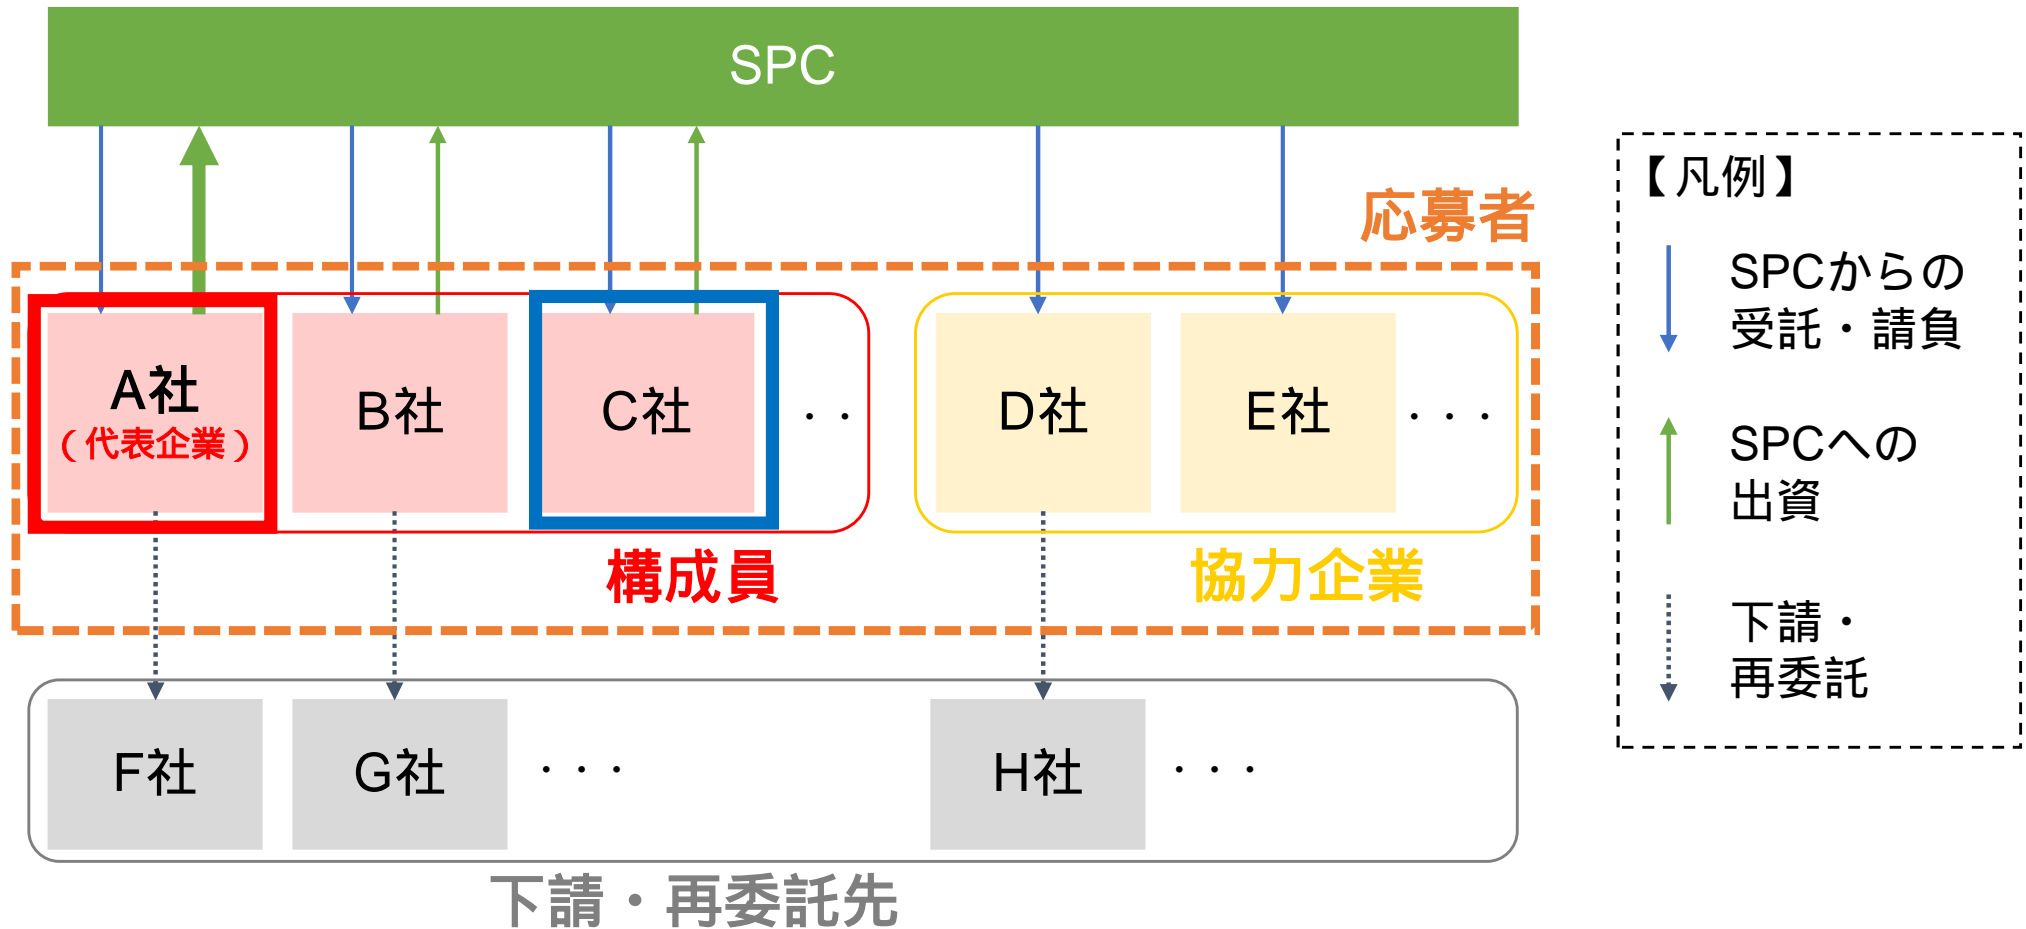 SPC
応募者
A社
（代表企業）
B社
C社
・・
D社
E社
・・・
構成員
協力企業
F社
G社
・・・
H社
・・・
下請・再委託先
【凡例】
SPCからの
受託・請負
SPCへの
出資
下請・
再委託